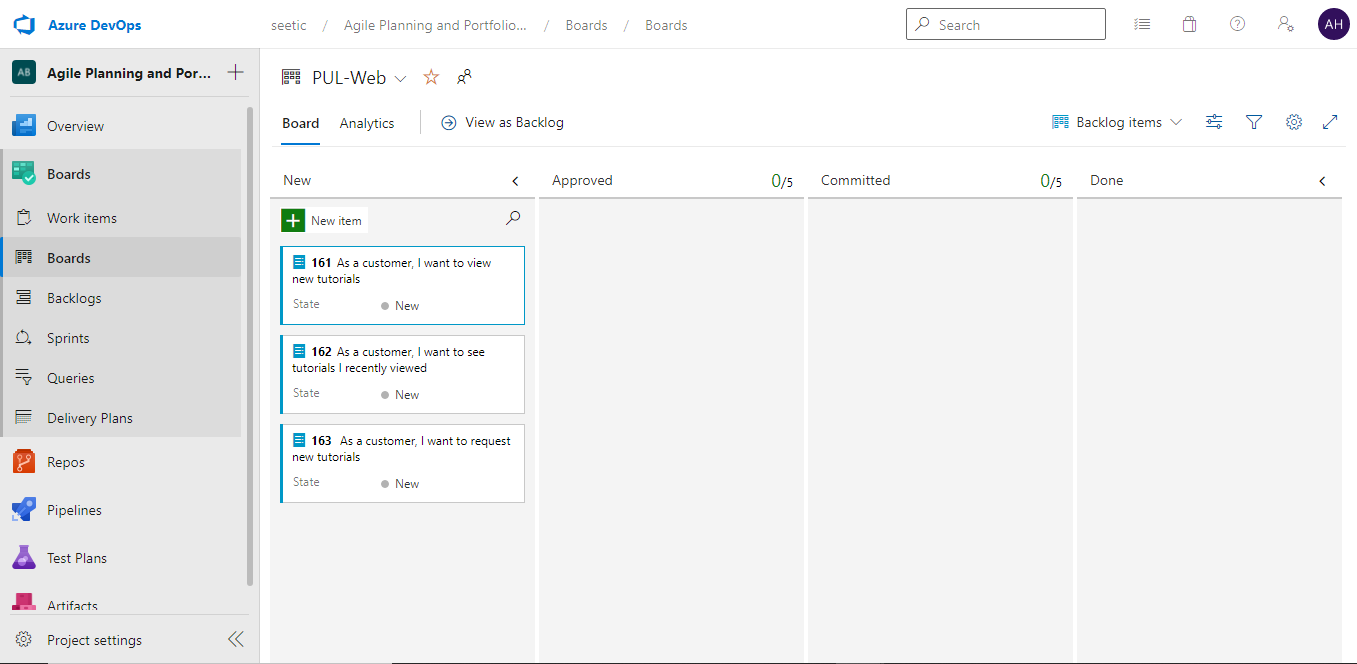 Azure DevOps
seetic / Agile Planning and Portfolio... / Boards / Boards
Search
AH
AB
Agile Planning and Por...
Overview
Boards
Work items
Boards
Backlogs
Sprints
Queries
Delivery Plans
Repos
Pipelines
Test Plans
Artifacts
Project settings
PUL-Web
Board
Analytics
View as Backlog
Backlog items
New
Approved
0/5
Committed
0/5
Done
New item
161 As a customer, I want to view
new tutorials
State New
162 As a customer, I want to see
tutorials I recently viewed
State New
163 As a customer, I want to request
new tutorials
State New